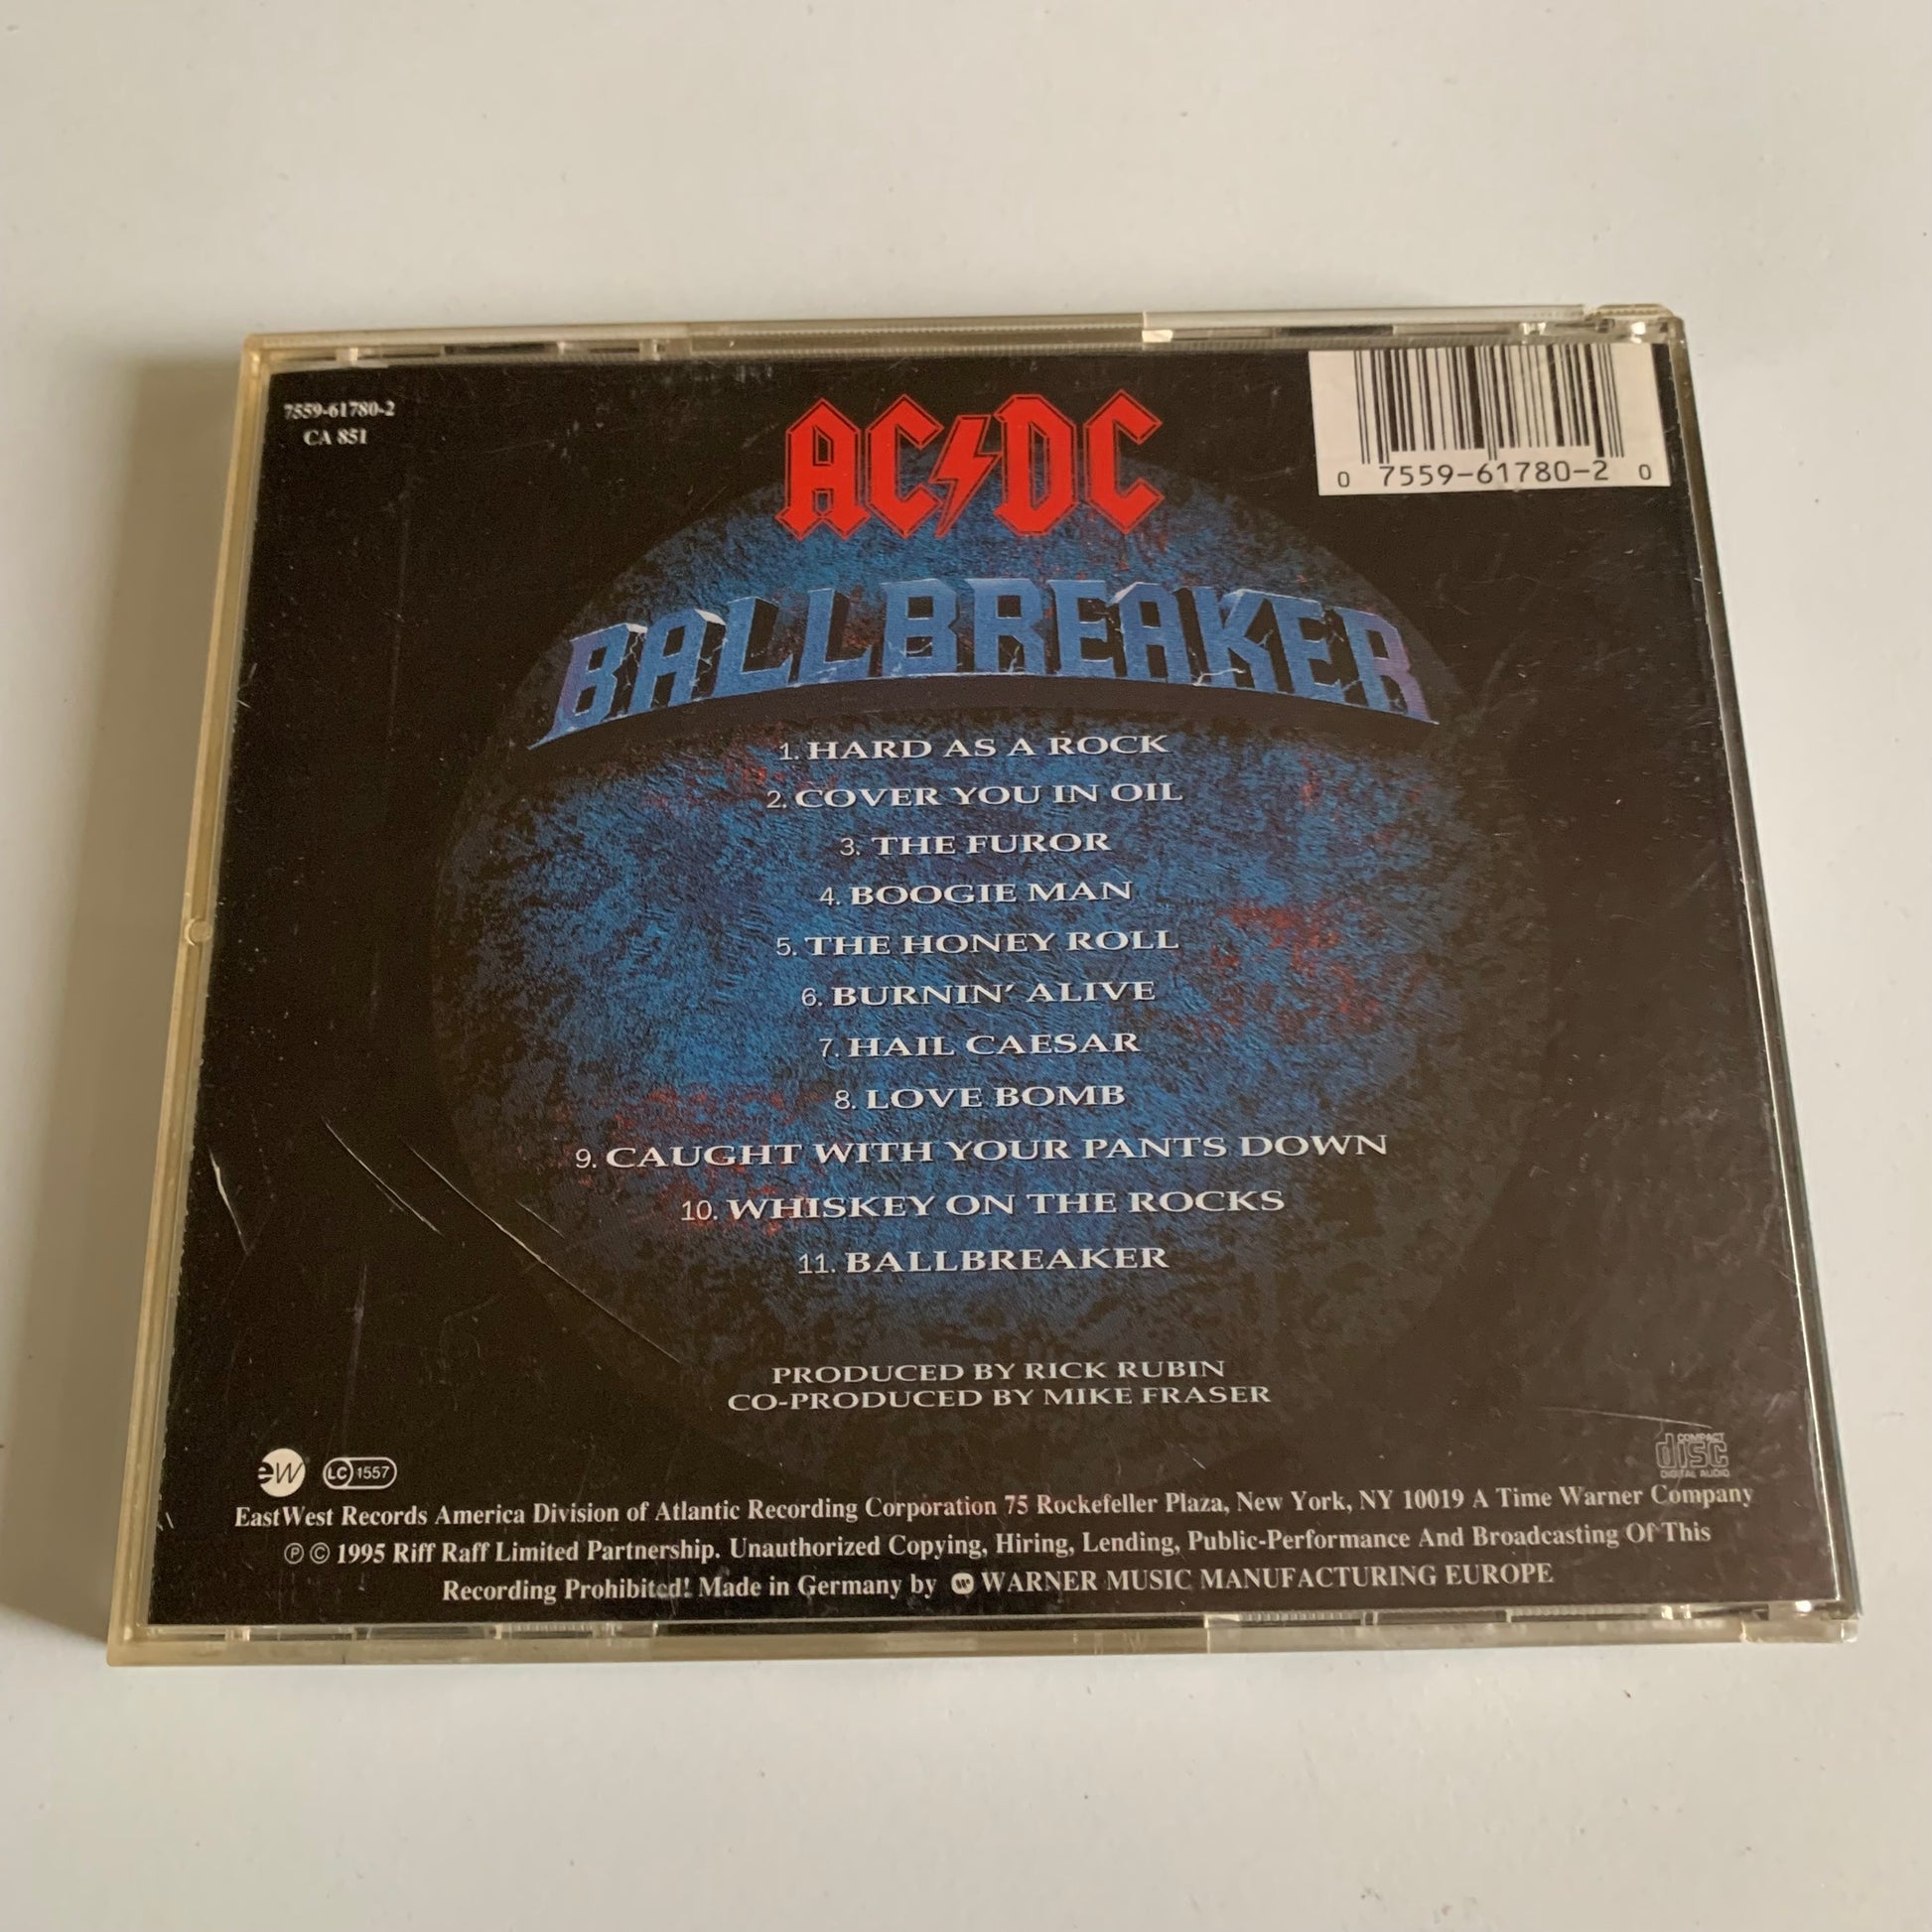 7559-61780-2
CA 851
0 7559-61780-2 0
AC⚡DC
BALLBREAKER
1. HARD AS A ROCK
2. COVER YOU IN OIL
3. THE FUROR
4. BOOGIE MAN
5. THE HONEY ROLL
6. BURNIN' ALIVE
7. HAIL CAESAR
8. LOVE BOMB
9. CAUGHT WITH YOUR PANTS DOWN
10. WHISKEY ON THE ROCKS
11. BALLBREAKER
PRODUCED BY RICK RUBIN
CO-PRODUCED BY MIKE FRASER
ew LC 1557
COMPACT
disc
DIGITAL AUDIO
EastWest Records America Division of Atlantic Recording Corporation 75 Rockefeller Plaza, New York, NY 10019 A Time Warner Company
℗ © 1995 Riff Raff Limited Partnership. Unauthorized Copying, Hiring, Lending, Public-Performance And Broadcasting Of This
Recording Prohibited! Made in Germany by WARNER MUSIC MANUFACTURING EUROPE